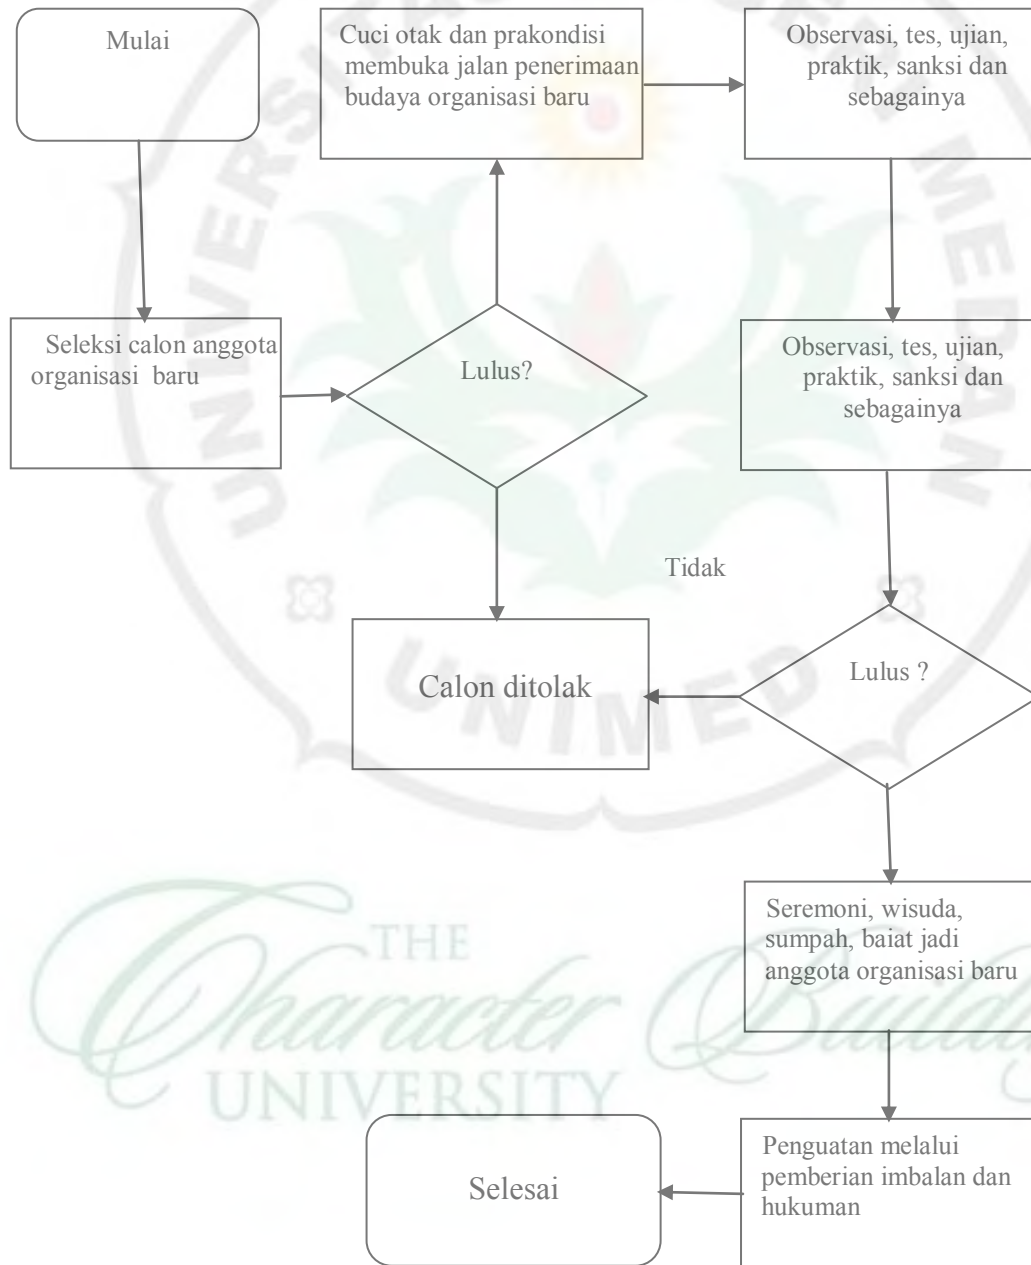 Mulai
Cuci otak dan prakondisi
membuka jalan penerimaan
budaya organisasi baru
Observasi, tes, ujian,
praktik, sanksi dan
sebagainya
Seleksi calon anggota
organisasi baru
Lulus?
Observasi, tes, ujian,
praktik, sanksi dan
sebagainya
Tidak
Calon ditolak
Lulus ?
Seremoni, wisuda,
sumpah, baiat jadi
anggota organisasi baru
Penguatan melalui
pemberian imbalan dan
hukuman
Selesai
MEDAN
UNIMED
THE
Character
UNIVERSITY